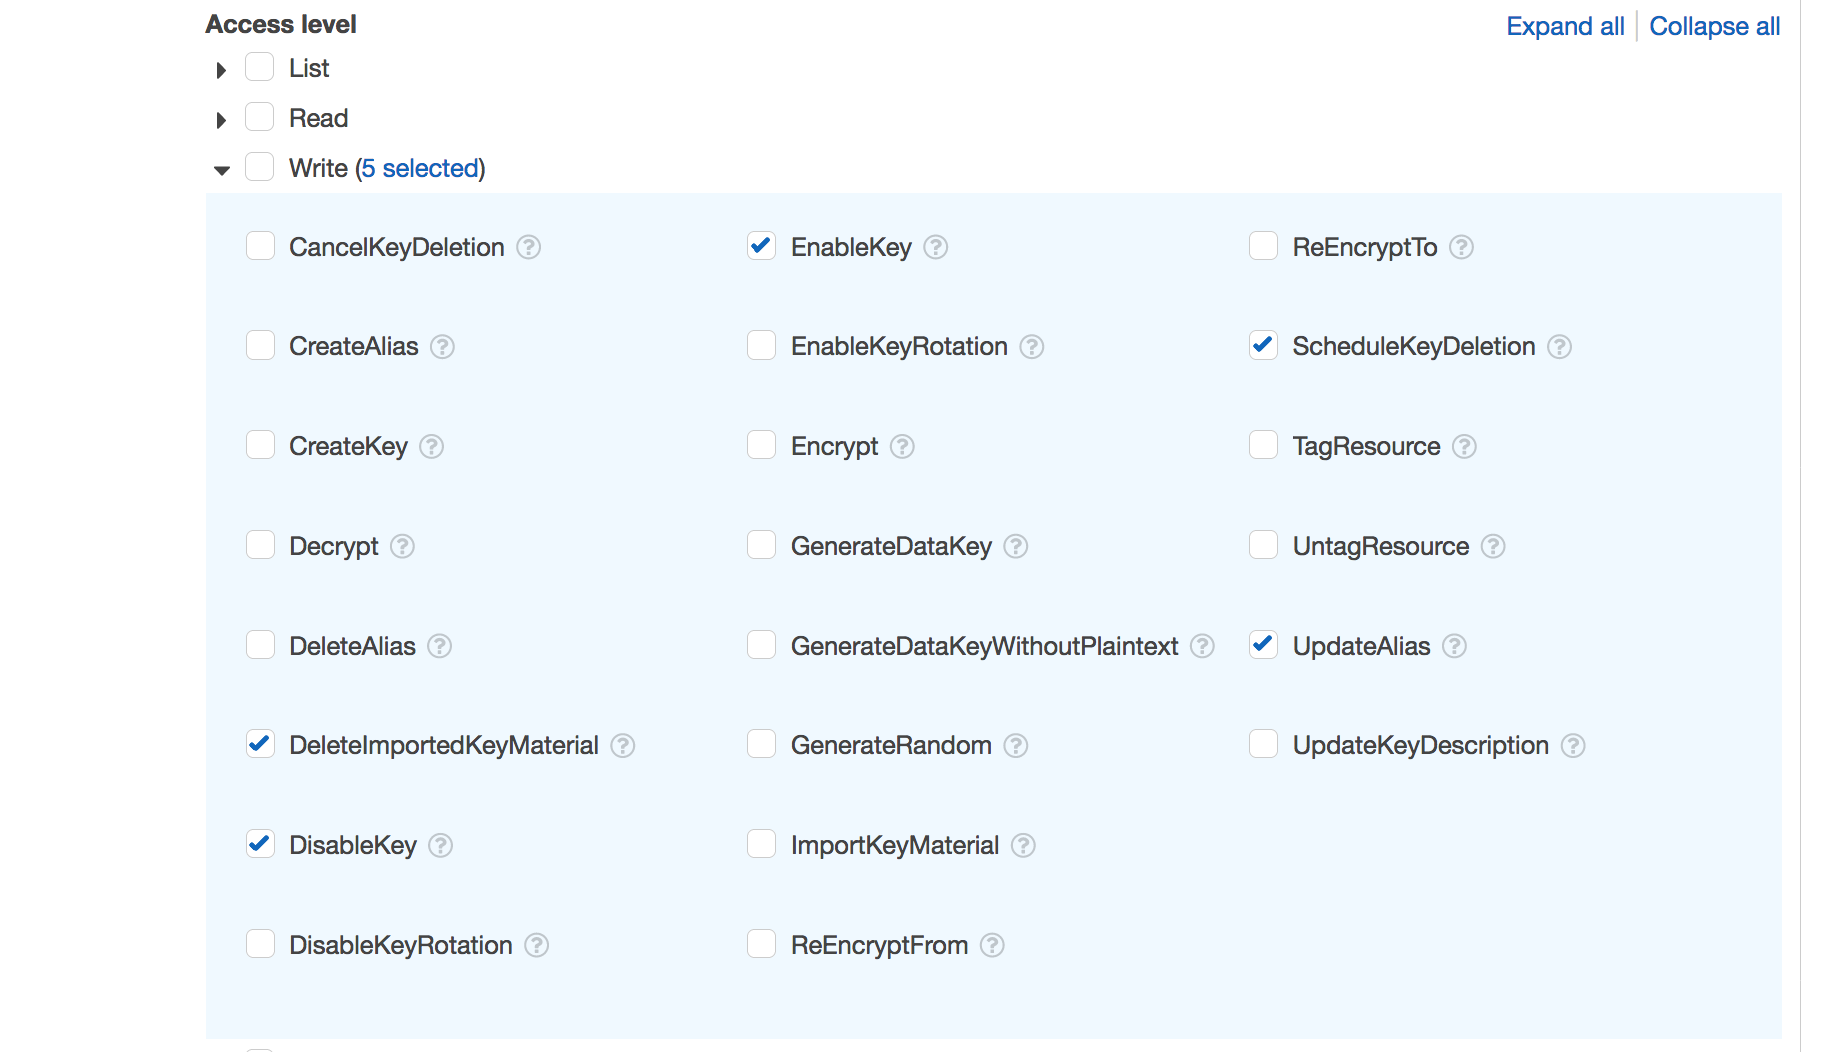 Access level
Expand all
Collapse all
List
Read
Write (5 selected)
CancelKeyDeletion ?
EnableKey ?
ReEncryptTo ?
CreateAlias ?
EnableKeyRotation ?
ScheduleKeyDeletion ?
CreateKey ?
Encrypt ?
TagResource ?
Decrypt ?
GenerateDataKey ?
UntagResource ?
DeleteAlias ?
GenerateDataKeyWithoutPlaintext ?
UpdateAlias ?
DeleteImportedKeyMaterial ?
GenerateRandom ?
UpdateKeyDescription ?
DisableKey ?
ImportKeyMaterial ?
DisableKeyRotation ?
ReEncryptFrom ?